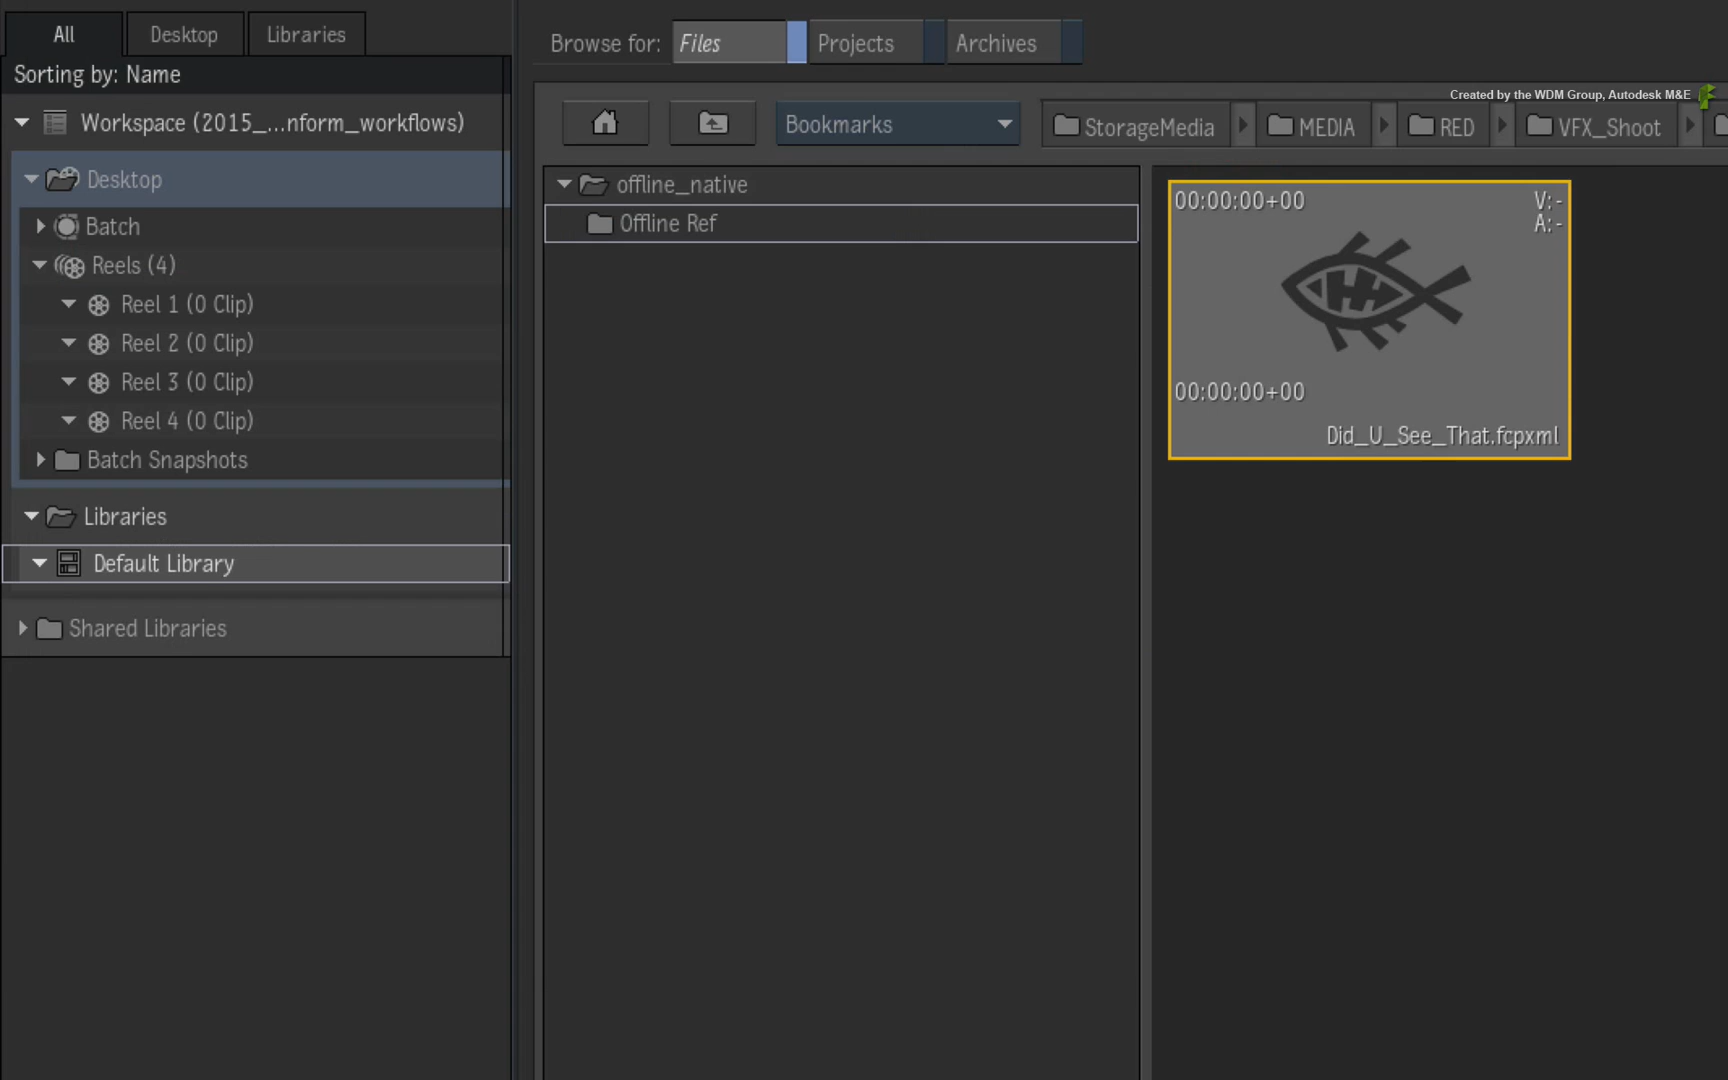 All
Desktop
Libraries
Sorting by: Name
Workspace (2015_...nform_workflows)
Desktop
Batch
Reels (4)
Reel 1 (0 Clip)
Reel 2 (0 Clip)
Reel 3 (0 Clip)
Reel 4 (0 Clip)
Batch Snapshots
Libraries
Default Library
Shared Libraries
Browse for:
Files
Projects
Archives
Created by the WDM Group, Autodesk M&E
Bookmarks
StorageMedia
MEDIA
RED
VFX_Shoot
offline_native
Offline Ref
00:00:00+00
V:-
A:-
00:00:00+00
Did_U_See_That.fcpxml